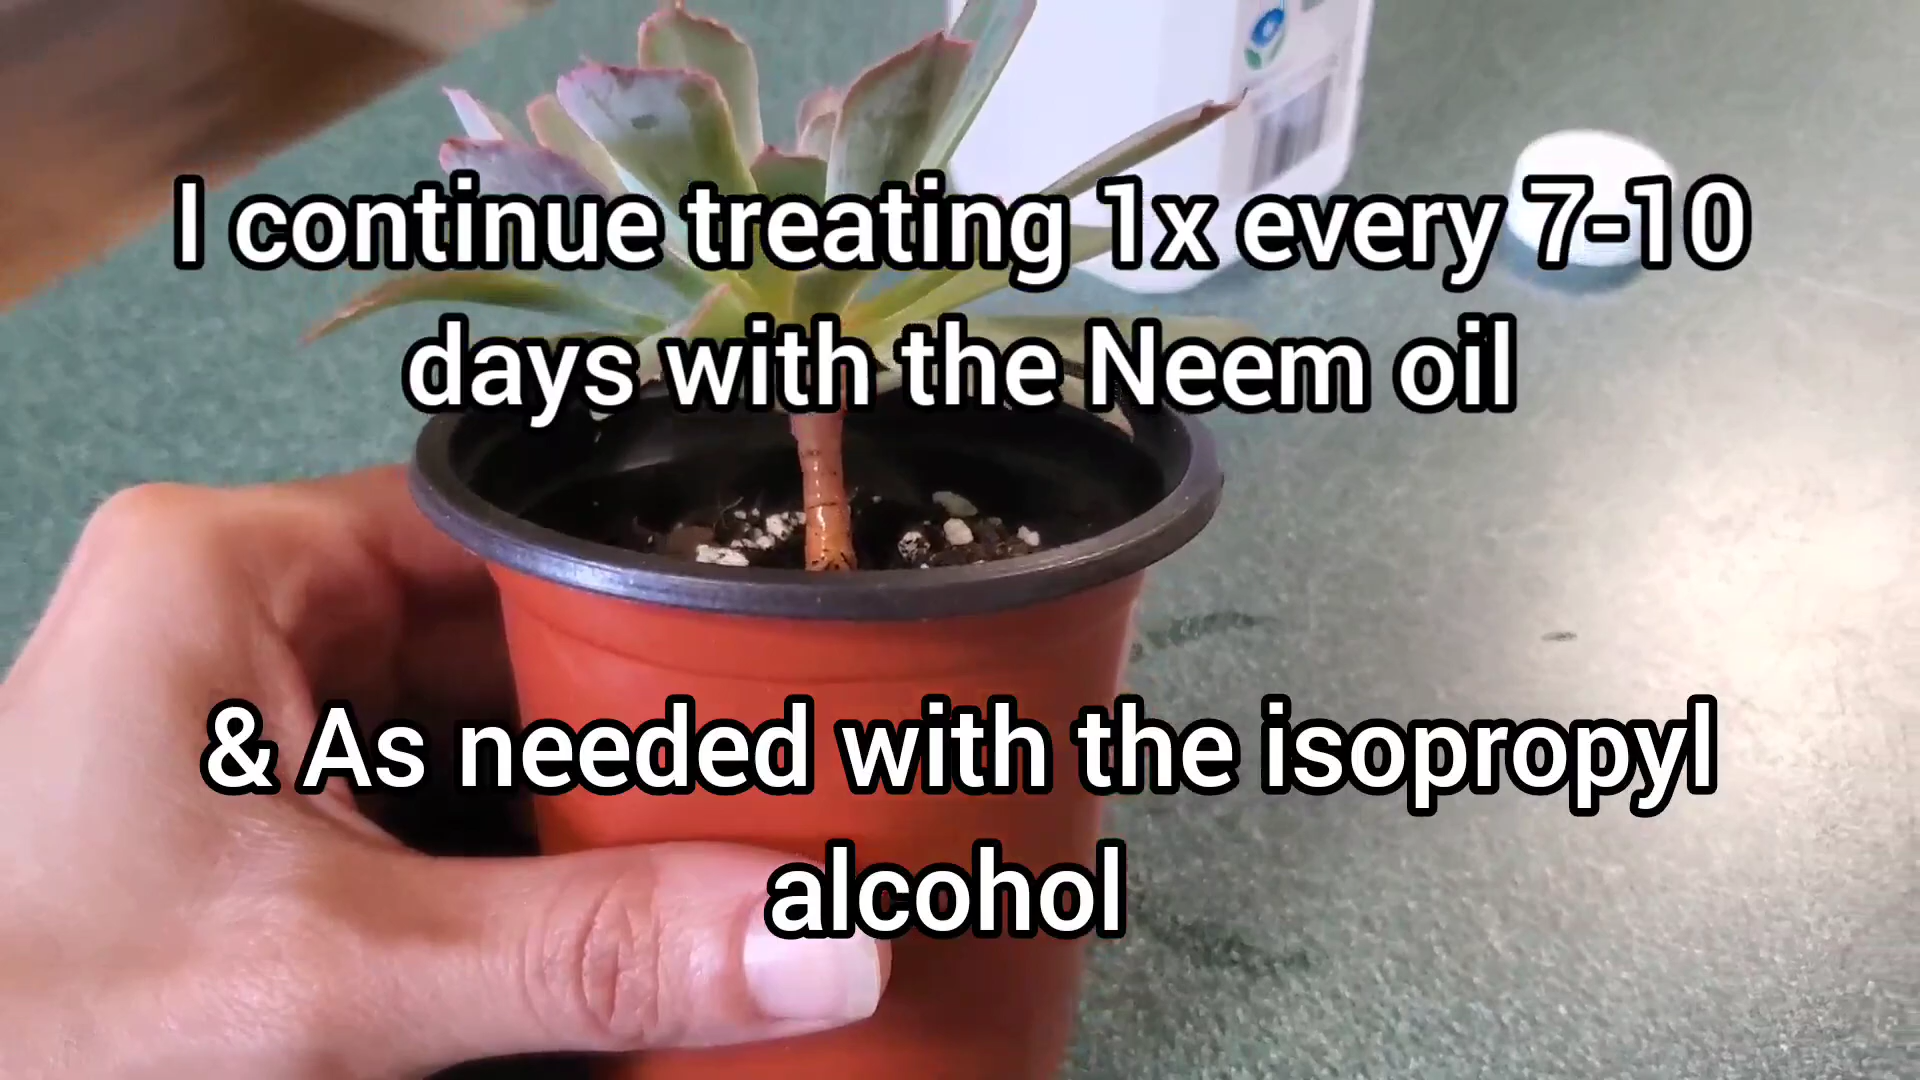 I continue treating 1x every 7-10
days with the Neem oil
& As needed with the isopropyl
alcohol